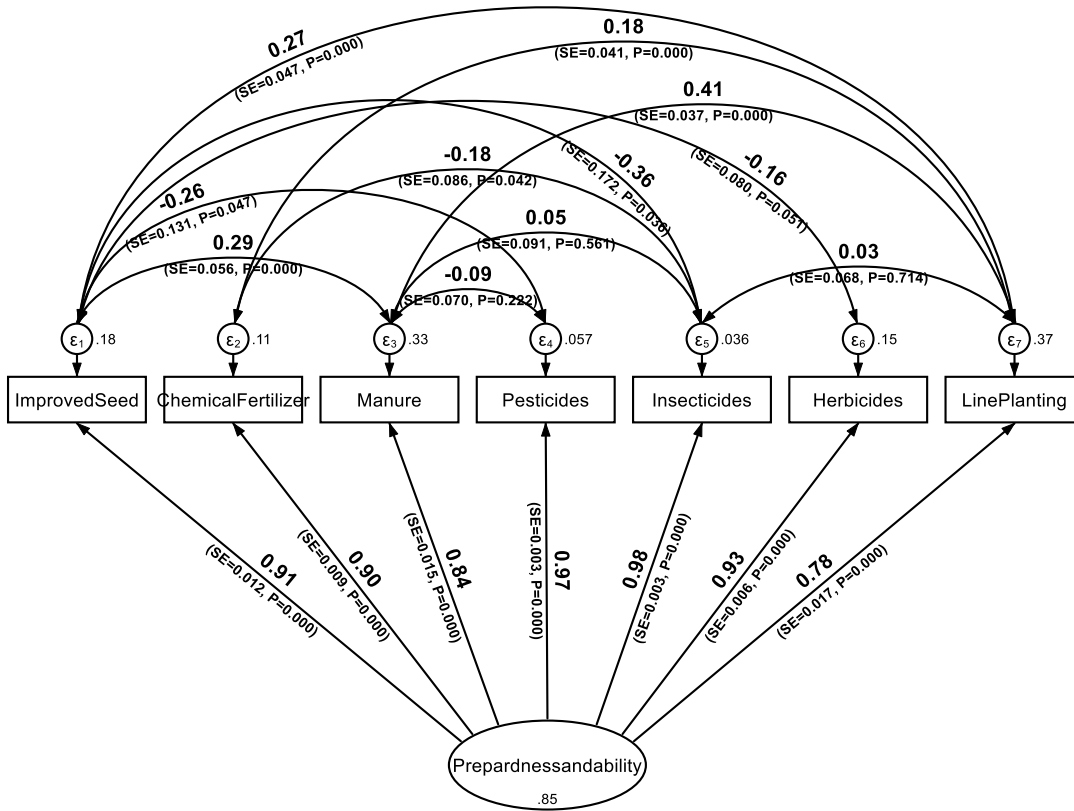 0.27
(SE=0.047, P=0.000)
0.18
(SE=0.041, P=0.000)
0.41
(SE=0.037, P=0.000)
-0.18
(SE=0.086, P=0.042)
-0.36
(SE=0.172, P=0.036)
-0.16
(SE=0.080, P=0.051)
-0.26
(SE=0.131, P=0.047)
0.29
(SE=0.056, P=0.000)
0.05
(SE=0.091, P=0.561)
-0.09
(SE=0.070, P=0.222)
0.03
(SE=0.068, P=0.714)
ε₁ .18
ε₂ .11
ε₃ .33
ε₄ .057
ε₅ .036
ε₆ .15
ε₇ .37
ImprovedSeed
ChemicalFertilizer
Manure
Pesticides
Insecticides
Herbicides
LinePlanting
0.91
(SE=0.012, P=0.000)
0.90
(SE=0.009, P=0.000)
0.84
(SE=0.015, P=0.000)
0.97
(SE=0.003, P=0.000)
0.98
(SE=0.003, P=0.000)
0.93
(SE=0.006, P=0.000)
0.78
(SE=0.017, P=0.000)
Prepardnessandability
.85